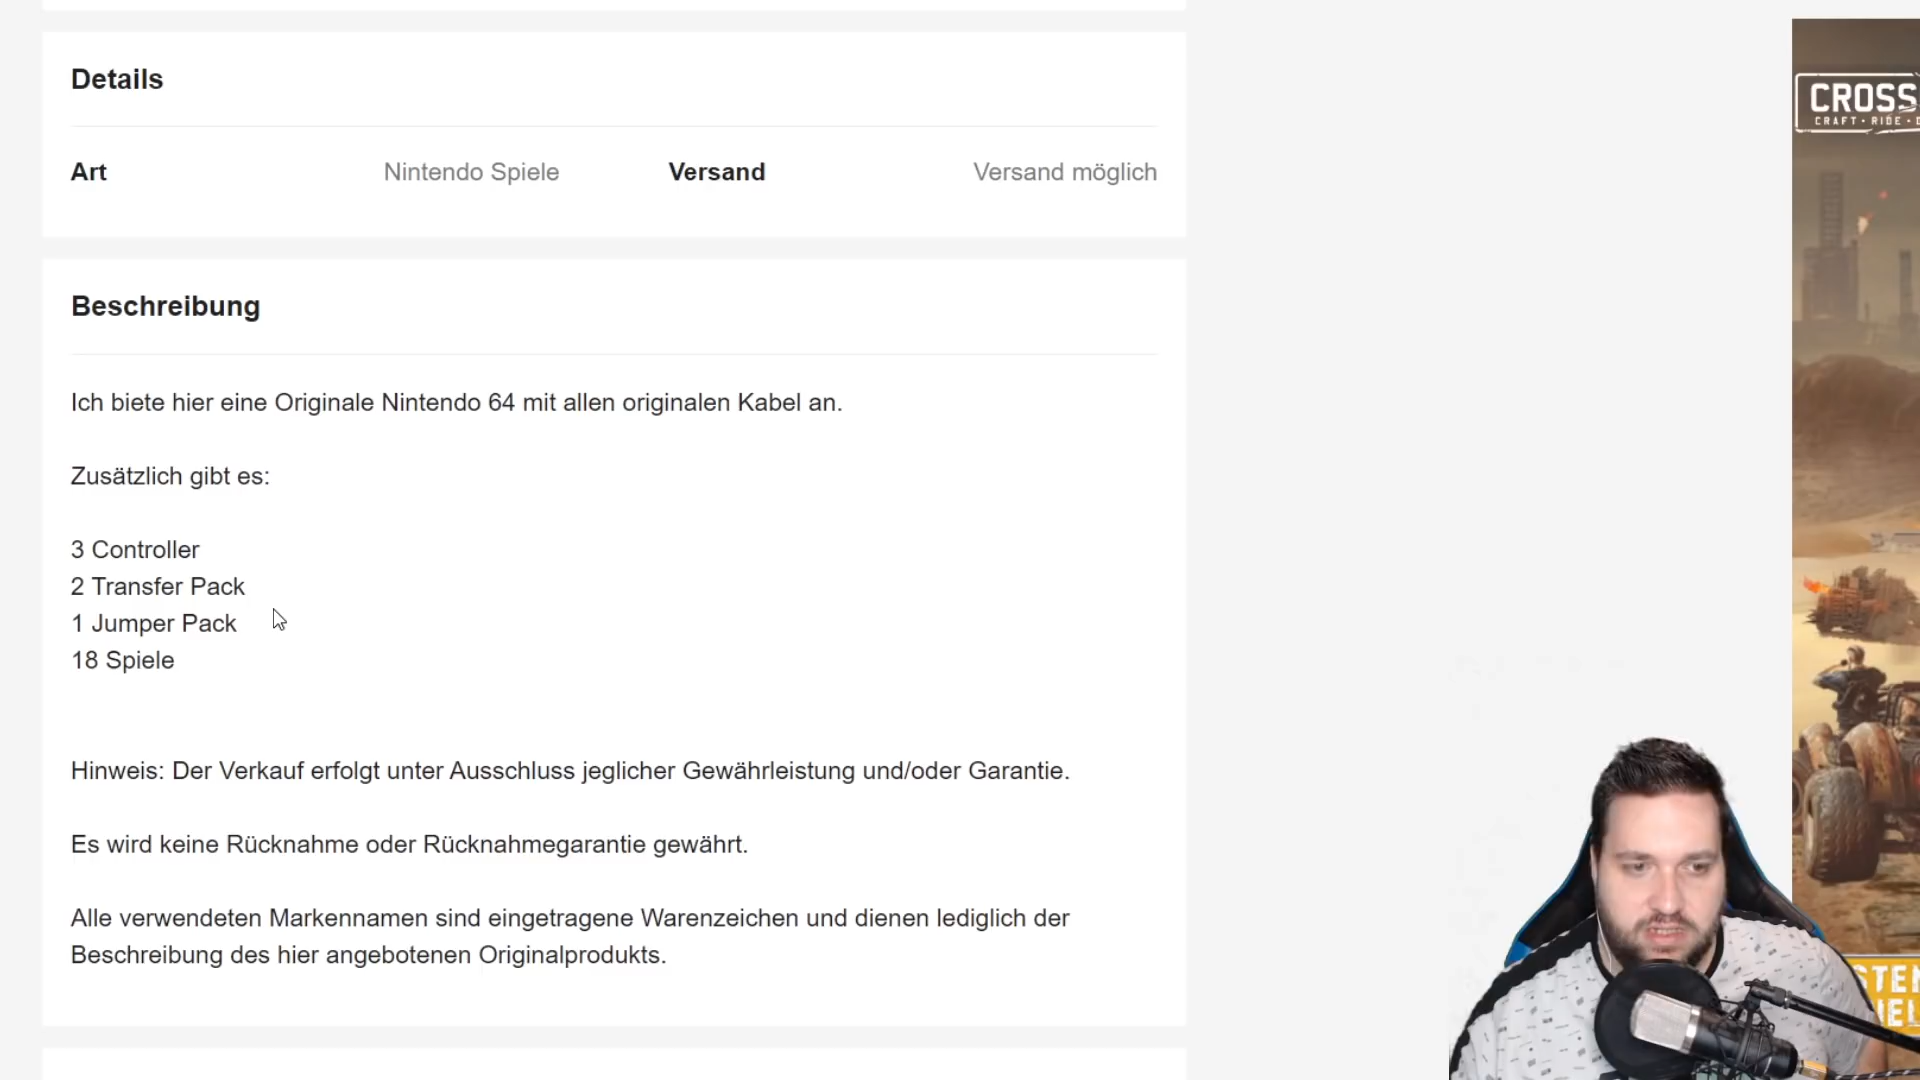 Details
Art Nintendo Spiele Versand Versand möglich
Beschreibung
Ich biete hier eine Originale Nintendo 64 mit allen originalen Kabel an.
Zusätzlich gibt es:
3 Controller
2 Transfer Pack
1 Jumper Pack
18 Spiele
Hinweis: Der Verkauf erfolgt unter Ausschluss jeglicher Gewährleistung und/oder Garantie.
Es wird keine Rücknahme oder Rücknahmegarantie gewährt.
Alle verwendeten Markennamen sind eingetragene Warenzeichen und dienen lediglich der
Beschreibung des hier angebotenen Originalprodukts.
CROSS
CRAFT • RIDE •